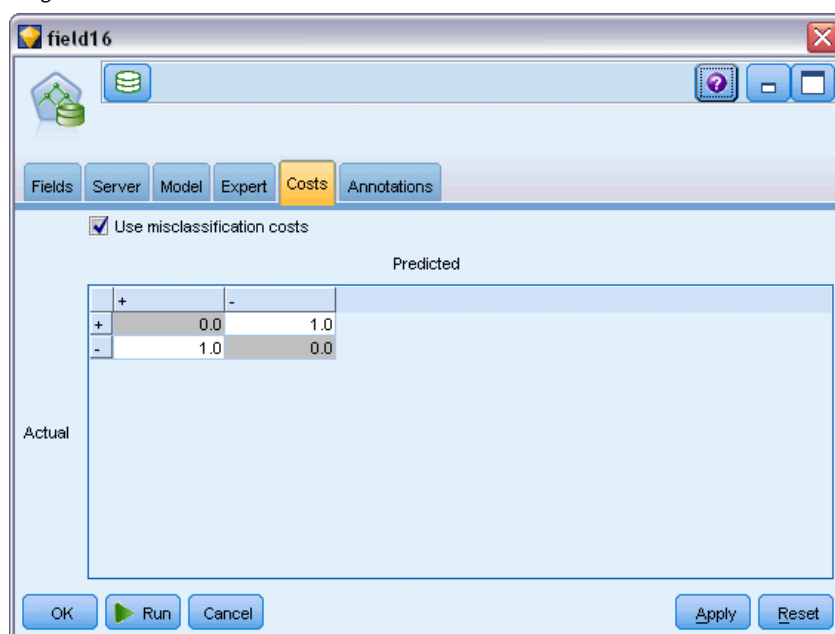 field16
Fields Server Model Expert Costs Annotations
Use misclassification costs
Predicted
+ -
+ 0.0 1.0
- 1.0 0.0
Actual
OK Run Cancel Apply Reset